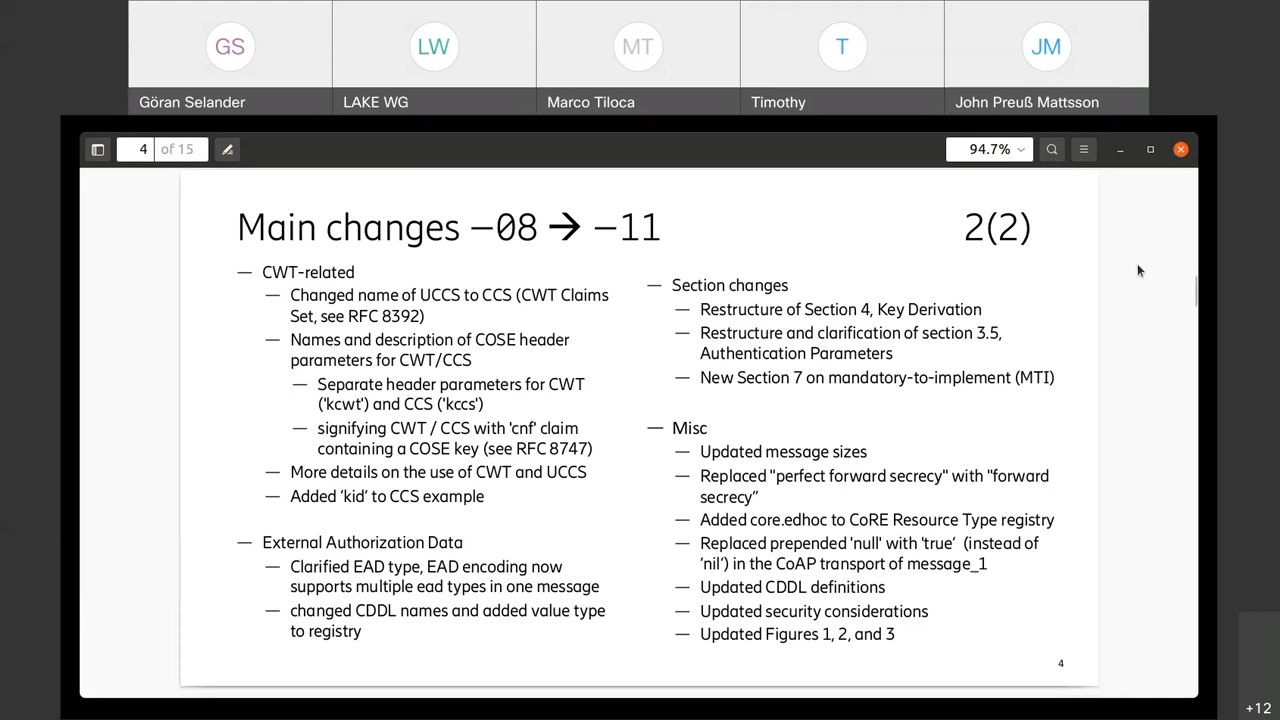 GS
LW
MT
T
JM
Göran Selander
LAKE WG
Marco Tiloca
Timothy
John Preuß Mattsson
4 of 15
94.7%
Main changes –08 → –11
2(2)
— CWT-related
— Changed name of UCCS to CCS (CWT Claims
Set, see RFC 8392)
— Names and description of COSE header
parameters for CWT/CCS
— Separate header parameters for CWT
('kcwt') and CCS ('kccs')
— signifying CWT / CCS with 'cnf' claim
containing a COSE key (see RFC 8747)
— More details on the use of CWT and UCCS
— Added ‘kid’ to CCS example
— External Authorization Data
— Clarified EAD type, EAD encoding now
supports multiple ead types in one message
— changed CDDL names and added value type
to registry
— Section changes
— Restructure of Section 4, Key Derivation
— Restructure and clarification of section 3.5,
Authentication Parameters
— New Section 7 on mandatory-to-implement (MTI)
— Misc
— Updated message sizes
— Replaced "perfect forward secrecy" with "forward
secrecy”
— Added core.edhoc to CoRE Resource Type registry
— Replaced prepended 'null' with 'true’ (instead of
‘nil’) in the CoAP transport of message_1
— Updated CDDL definitions
— Updated security considerations
— Updated Figures 1, 2, and 3
4
+12